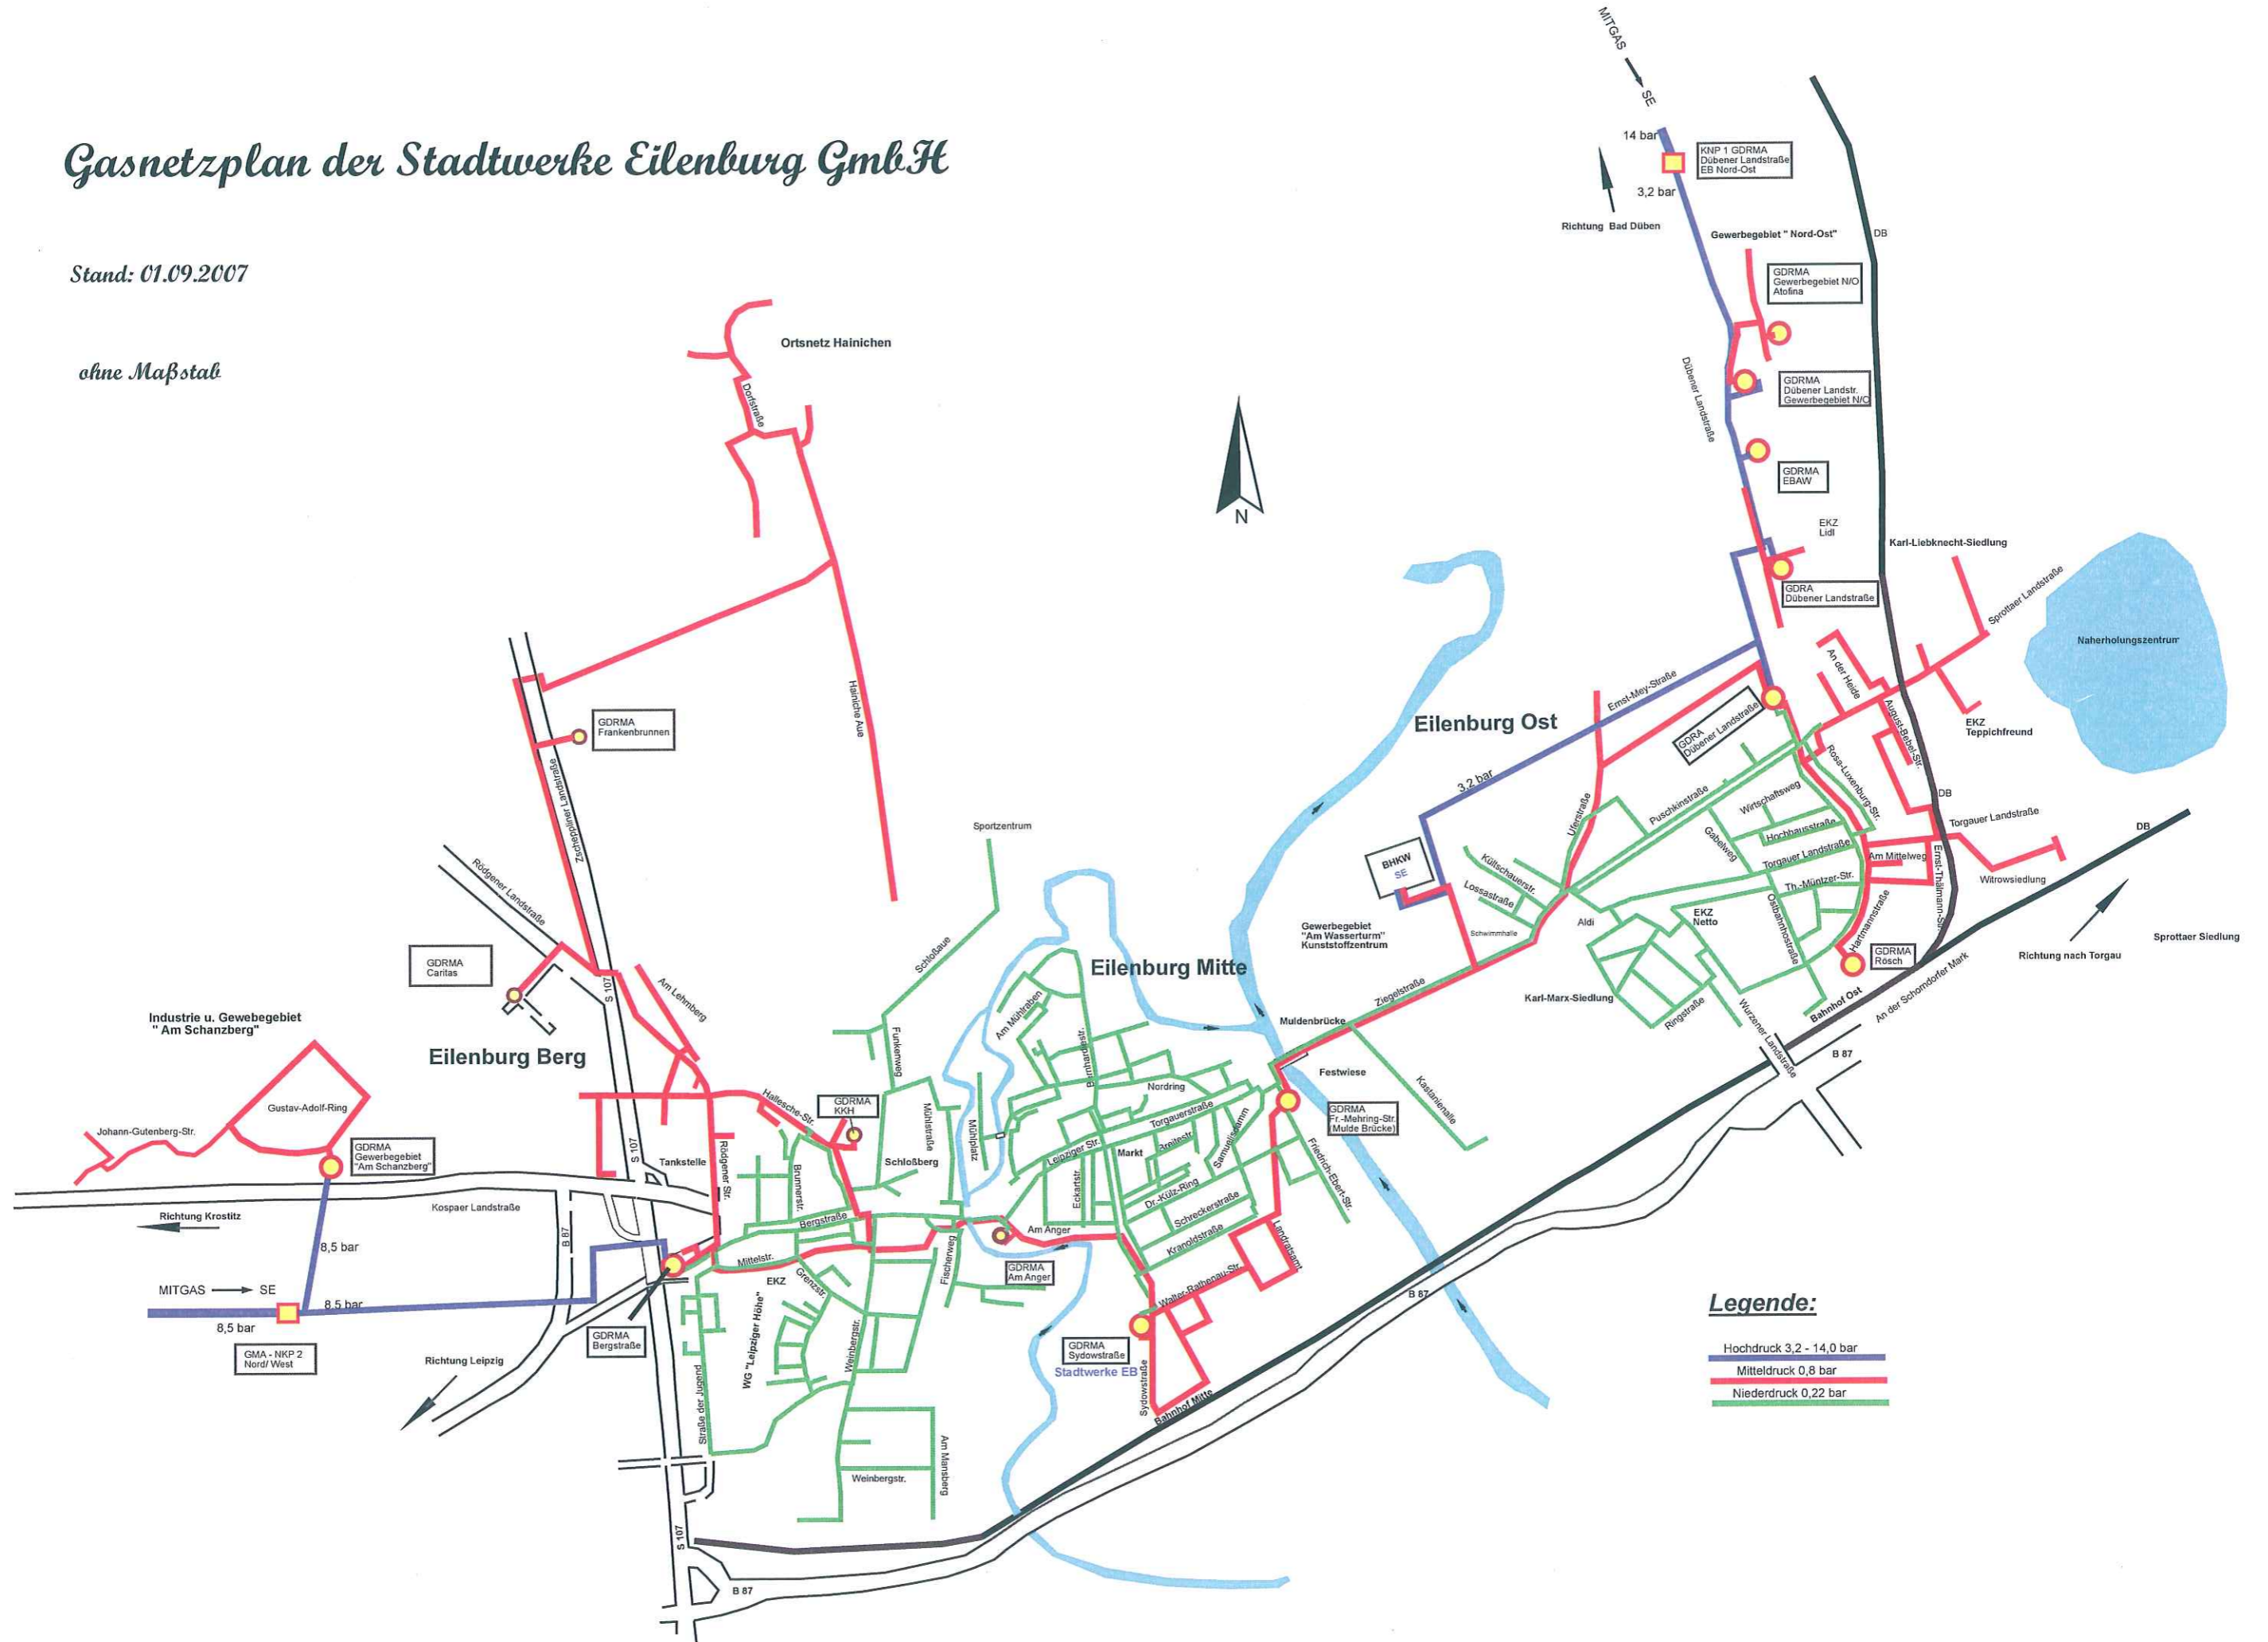 Gasnetzplan der Stadtwerke Eilenburg GmbH
Stand: 01.09.2007
ohne Maßstab
MITGAS
SE
14 bar
KNP 1 GDRMA
Dübener Landstraße
EB Nord-Ost
3,2 bar
Richtung Bad Düben
Gewerbegebiet " Nord-Ost"
DB
GDRMA
Gewerbegebiet N/O
Atofina
Dübener Landstraße
GDRMA
Dübener Landstr.
Gewerbegebiet N/O
GDRMA
EBAW
EKZ
Lidl
GDRA
Dübener Landstraße
Karl-Liebknecht-Siedlung
Sprottaer Landstraße
Naherholungszentrum
Ortsnetz Hainichen
Dorfstraße
Hainiche Aue
N
GDRMA
Frankenbrunnen
Zscheppliner Landstraße
Rödgener Landstraße
GDRMA
Caritas
S 107
Am Lehmberg
Industrie u. Gewebegebiet
" Am Schanzberg"
Eilenburg Berg
Gustav-Adolf-Ring
Johann-Gutenberg-Str.
GDRMA
Gewerbegebiet
"Am Schanzberg"
Kospaer Landstraße
Richtung Krostitz
8,5 bar
MITGAS
SE
8,5 bar
8,5 bar
GMA - NKP 2
Nord/ West
B 87
Richtung Leipzig
GDRMA
Bergstraße
S 107
Tankstelle
Rödgener Str.
Hallesche-Str.
GDRMA
KKH
Brunnerstr.
Bergstraße
Mittelstr.
EKZ
Grenzstr.
WG "Leipziger Höhe"
Straße der Jugend
Weinbergstr.
Weinbergstr.
Am Mansberg
S 107
B 87
Sportzentrum
Schloßaue
Funkenweg
Mühlstraße
Mühlplatz
Schloßberg
Fischerweg
Eilenburg Mitte
Am Mühlgraben
Bernhardistr.
Nordring
Torgauerstraße
Leipziger Str.
Markt
Breitestr.
Samuelisdamm
Eckartstr.
Dr.-Külz-Ring
Schreckerstraße
Kranoldstraße
Am Anger
GDRMA
Am Anger
Landratsamt
Walter-Rathenau-Str.
GDRMA
Sydowstraße
Stadtwerke EB
Sydowstraße
Bahnhof Mitte
B 87
Friedrich-Ebert-Str.
GDRMA
Fr.-Mehring-Str.
(Mulde Brücke)
Festwiese
Muldenbrücke
Kastanienalle
Ziegelstraße
Eilenburg Ost
Ernst-Mey-Straße
3,2 bar
GDRA
Dübener Landstraße
BHKW
SE
Gewerbegebiet
"Am Wasserturm"
Kunststoffzentrum
Uferstraße
Kültschauerstr.
Lossastraße
Schwimmhalle
Aldi
Puschkinstraße
Wirtschaftsweg
Gabelweg
Hochhausstraße
Torgauer Landstraße
Th.-Müntzer-Str.
Ostbahnhostraße
EKZ
Netto
Karl-Marx-Siedlung
Ringstraße
Wurzener Landstraße
An der Heide
August-Bebel-Str.
Rosa-Luxenburg-Str.
EKZ
Teppichfreund
DB
Torgauer Landstraße
Am Mittelweg
Ernst-Thälmann-Str.
Witrowsiedlung
Hartmannstraße
GDRMA
Rösch
Bahnhof Ost
An der Schorndorfer Mark
B 87
DB
Richtung nach Torgau
Sprottaer Siedlung
Legende:
Hochdruck 3,2 - 14,0 bar
Mitteldruck 0,8 bar
Niederdruck 0,22 bar